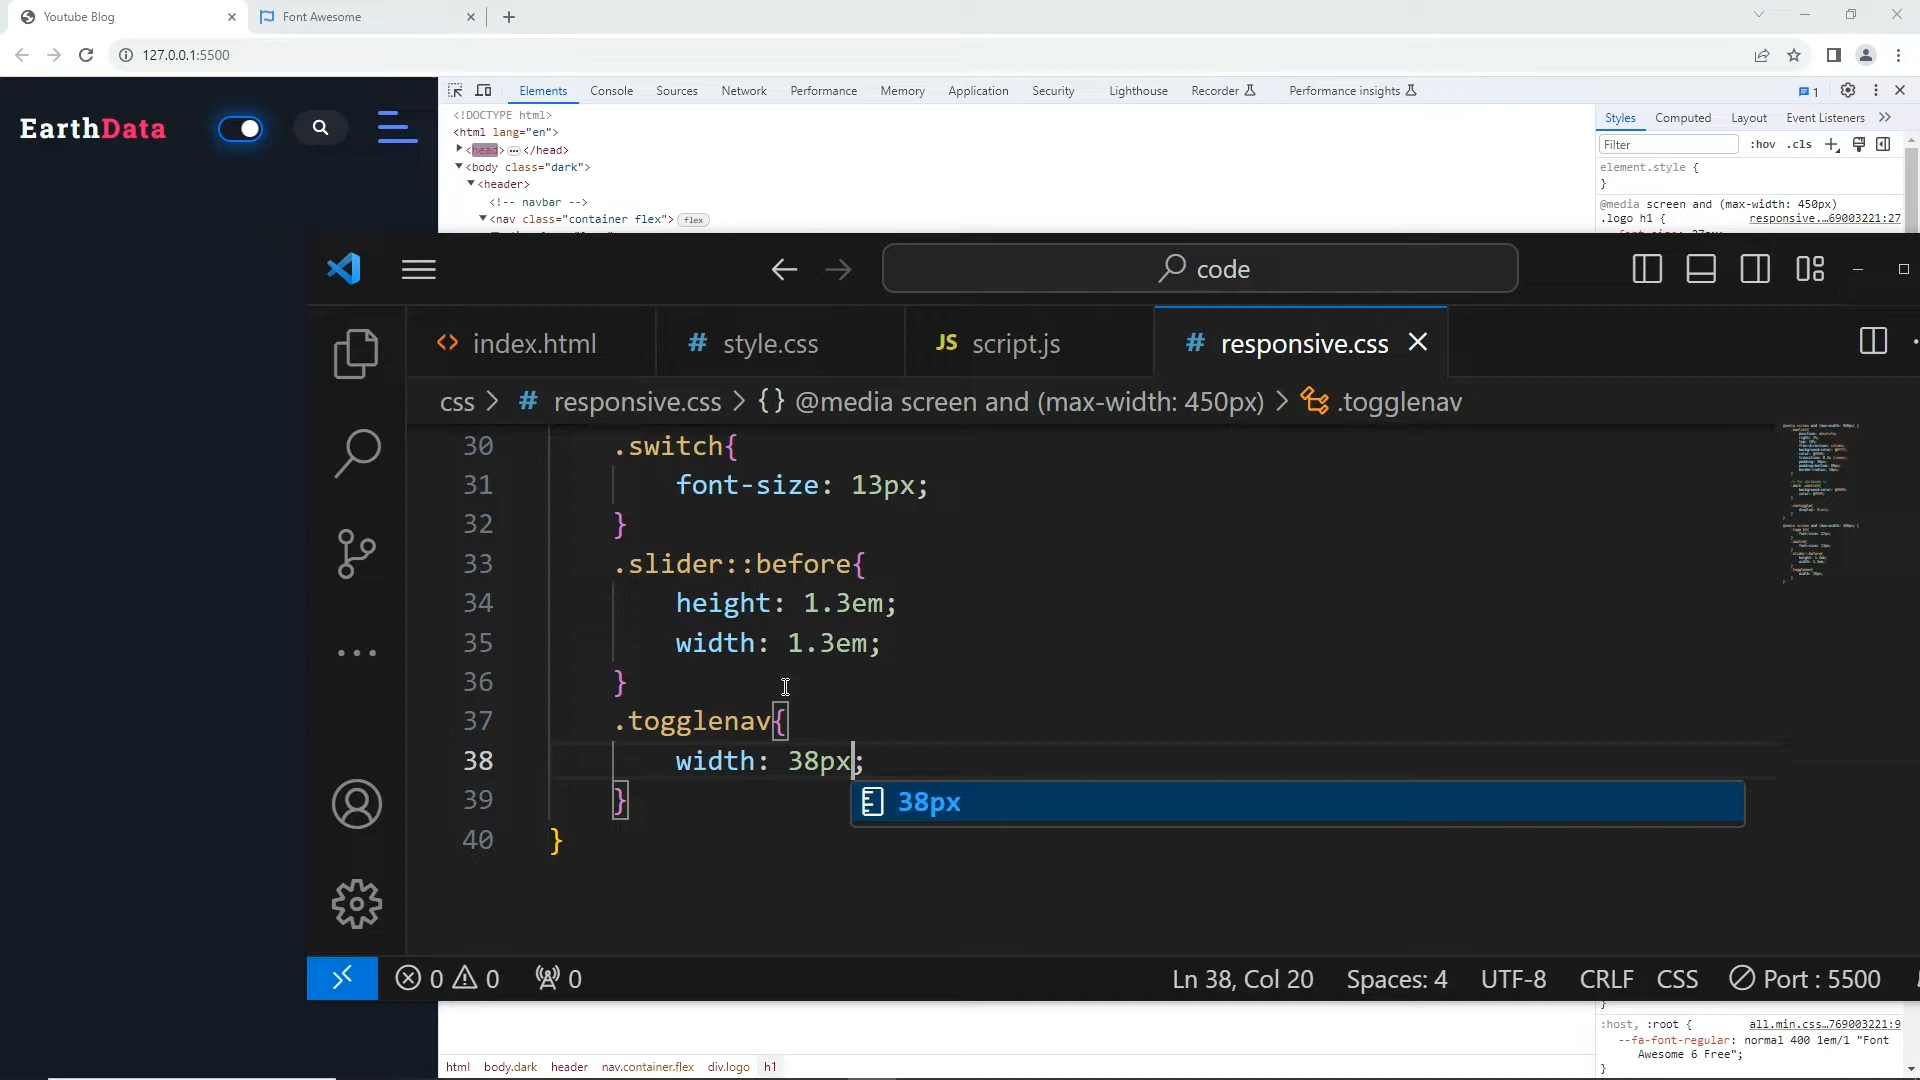 Youtube Blog
Font Awesome
127.0.0.1:5500
EarthData
Elements Console Sources Network Performance Memory Application Security Lighthouse Recorder Performance insights 1
<!DOCTYPE html>
<html lang="en">
<head> ⋯ </head>
<body class="dark">
<header>
<!-- navbar -->
<nav class="container flex"> flex
Styles Computed Layout Event Listeners
Filter :hov .cls
element.style {
}
@media screen and (max-width: 450px)
.logo h1 { responsive.…69003221:27
code
index.html
# style.css
JS script.js
# responsive.css
css > # responsive.css > {} @media screen and (max-width: 450px) > .togglenav
30 .switch{
31 font-size: 13px;
32 }
33 .slider::before{
34 height: 1.3em;
35 width: 1.3em;
36 }
37 .togglenav{
38 width: 38px;
39 }
38px
40 }
0 0 0 Ln 38, Col 20 Spaces: 4 UTF-8 CRLF CSS Port : 5500
}
:host, :root { all.min.css…769003221:9
--fa-font-regular: normal 400 1em/1 "Font
Awesome 6 Free";
}
html body.dark header nav.container.flex div.logo h1